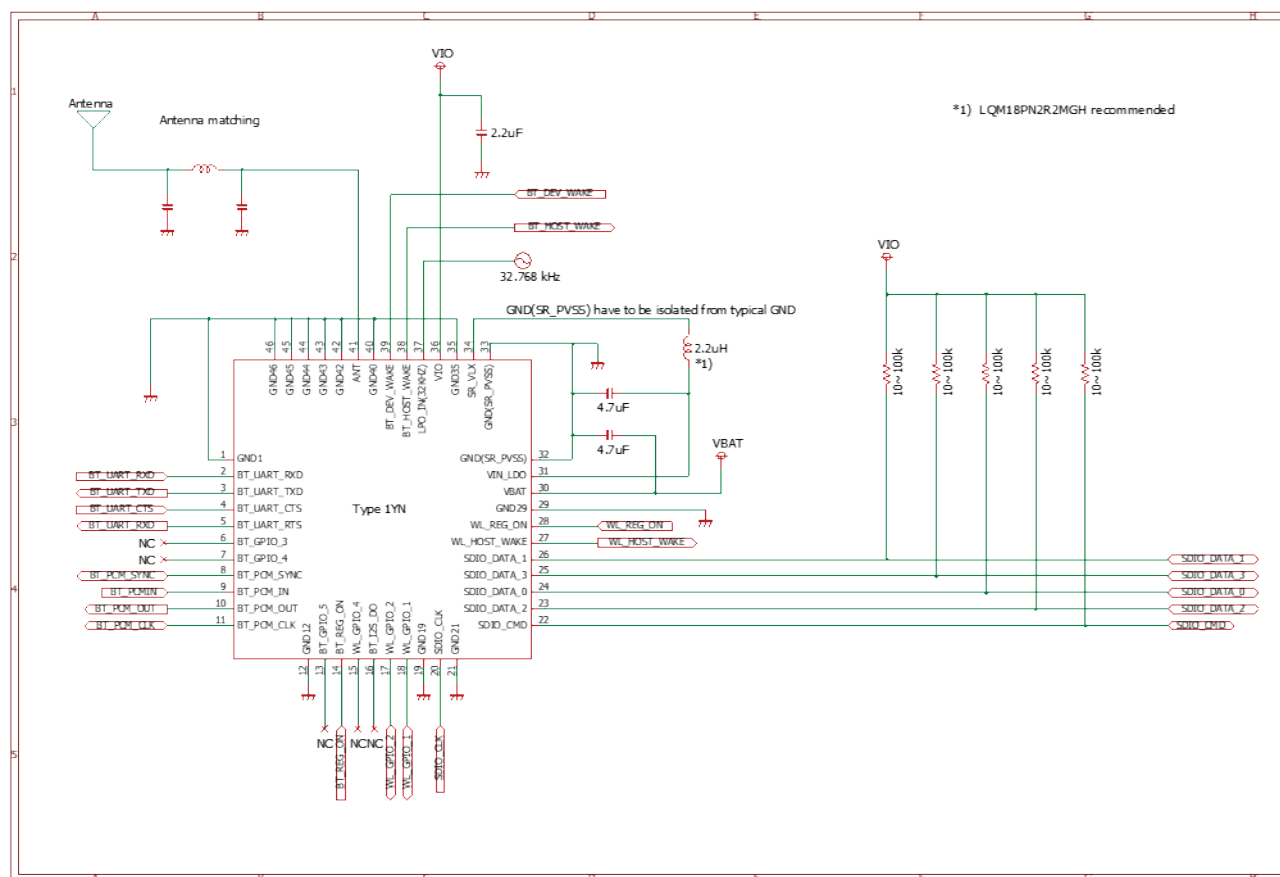 A B C D E F G H
1
2
3
4
5
VIO
2.2uF
Antenna
Antenna matching
*1) LQM18PN2R2MGH recommended
BT_DEV_WAKE
BT_HOST_WAKE
32.768 kHz
GND(SR_PVSS) have to be isolated from typical GND
2.2uH
*1)
4.7uF
4.7uF
VBAT
VIO
10~100k
10~100k
10~100k
10~100k
10~100k
46 45 44 43 42 41 40 39 38 37 36 35 34 33
GND46
GND45
GND44
GND43
GND42
ANT
GND40
BT_DEV_WAKE
BT_HOST_WAKE
LPO_IN(32KHZ)
VIO
GND35
SR_VLX
GND(SR_PVSS)
Type 1YN
1 GND1
BT_UART_RXD 2 BT_UART_RXD
BT_UART_TXD 3 BT_UART_TXD
BT_UART_CTS 4 BT_UART_CTS
BT_UART_RXD 5 BT_UART_RTS
NC 6 BT_GPIO_3
NC 7 BT_GPIO_4
BT_PCM_SYNC 8 BT_PCM_SYNC
BT_PCMIN 9 BT_PCM_IN
BT_PCM_OUT 10 BT_PCM_OUT
BT_PCM_CLK 11 BT_PCM_CLK
GND(SR_PVSS) 32
VIN_LDO 31
VBAT 30
GND29 29
WL_REG_ON 28 WL_REG_ON
WL_HOST_WAKE 27 WL_HOST_WAKE
SDIO_DATA_1 26 SDIO_DATA_1
SDIO_DATA_3 25 SDIO_DATA_3
SDIO_DATA_0 24 SDIO_DATA_0
SDIO_DATA_2 23 SDIO_DATA_2
SDIO_CMD 22 SDIO_CMD
GND12
BT_GPIO_5
BT_REG_ON
WL_GPIO_4
BT_I2S_DO
WL_GPIO_2
WL_GPIO_1
GND19
SDIO_CLK
GND21
12 13 14 15 16 17 18 19 20 21
NC
BT_REG_ON
NC
NC
WL_GPIO_2
WL_GPIO_1
SDIO_CLK
A B C D E F G H